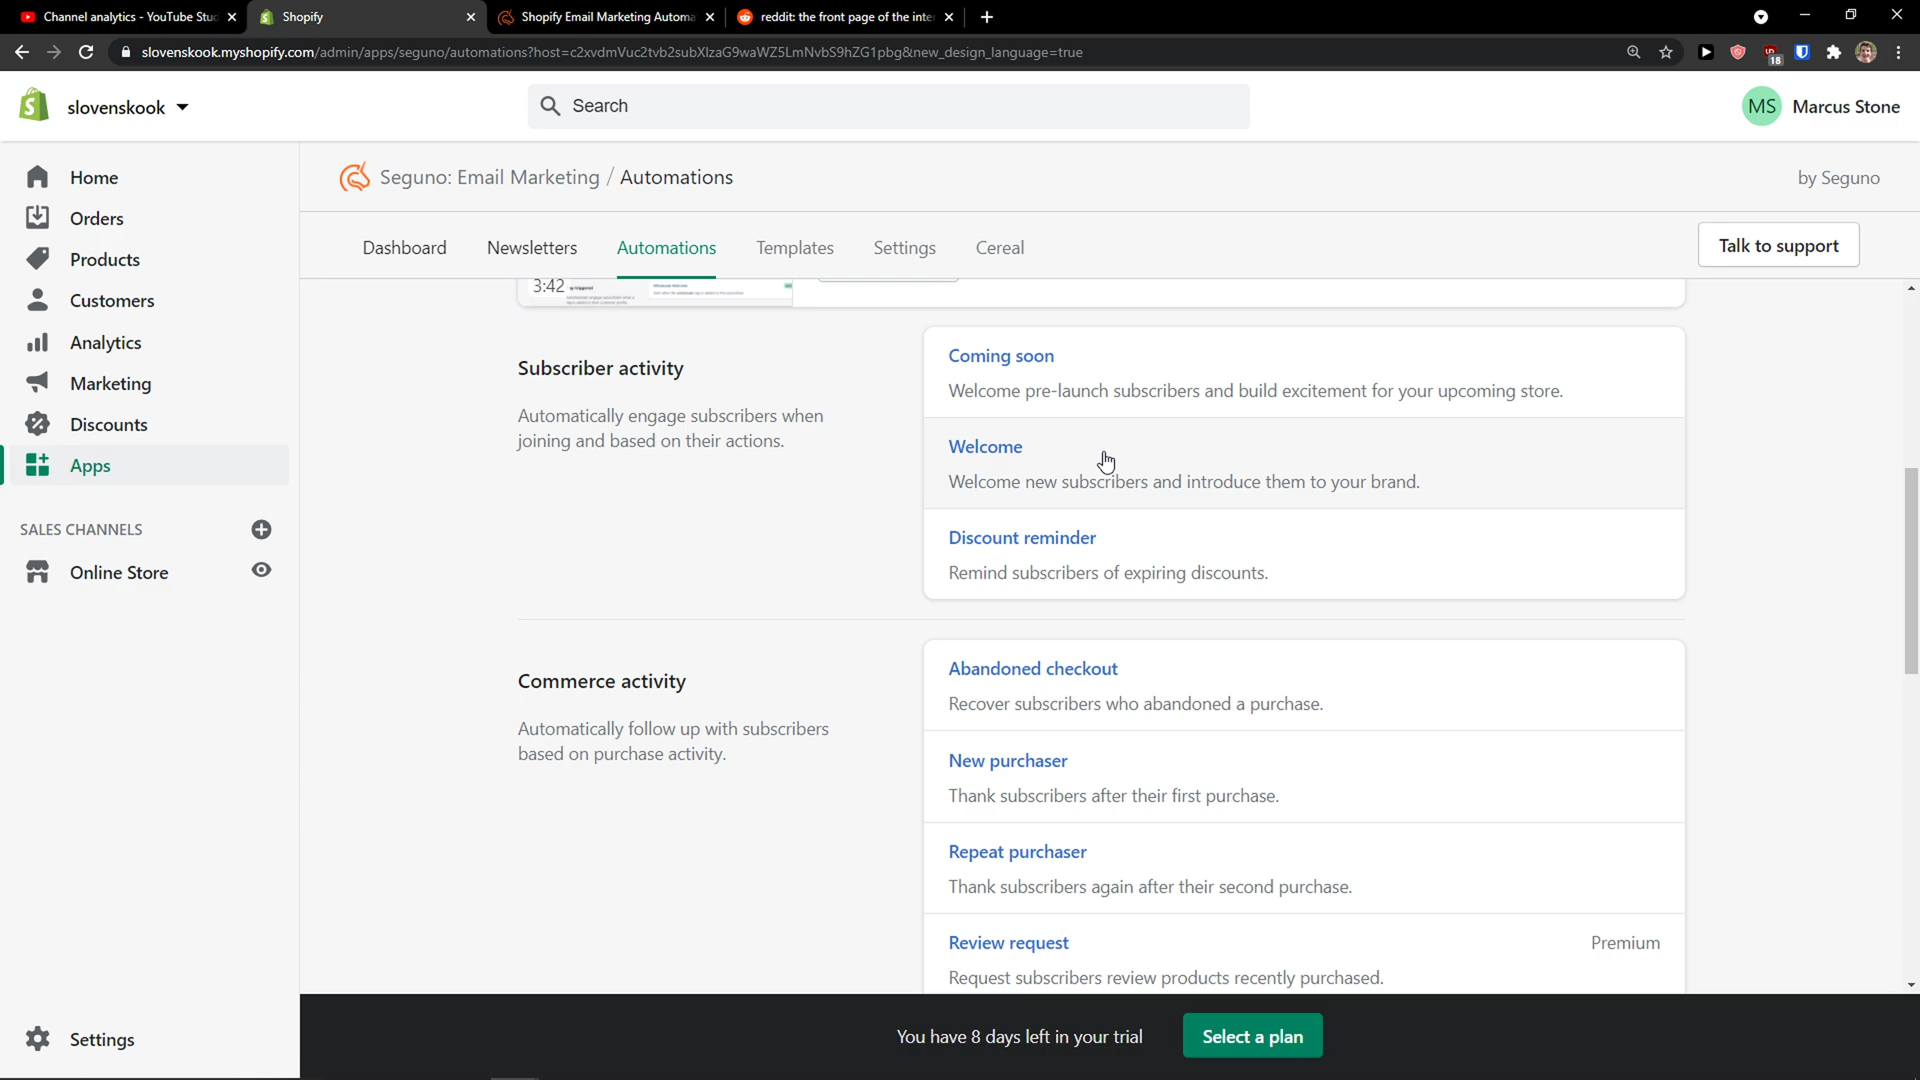 Channel analytics - YouTube Stu
Shopify
Shopify Email Marketing Automa
reddit: the front page of the inte
slovenskook.myshopify.com/admin/apps/seguno/automations?host=c2xvdmVuc2tvb2subXlzaG9waWZ5LmNvbS9hZG1pbg&new_design_language=true
18
slovenskook
Search
MS
Marcus Stone
Home
Orders
Products
Customers
Analytics
Marketing
Discounts
Apps
SALES CHANNELS
Online Store
Settings
Seguno: Email Marketing / Automations
by Seguno
Dashboard
Newsletters
Automations
Templates
Settings
Cereal
Talk to support
3:42
Subscriber activity
Automatically engage subscribers when
joining and based on their actions.
Coming soon
Welcome pre-launch subscribers and build excitement for your upcoming store.
Welcome
Welcome new subscribers and introduce them to your brand.
Discount reminder
Remind subscribers of expiring discounts.
Commerce activity
Automatically follow up with subscribers
based on purchase activity.
Abandoned checkout
Recover subscribers who abandoned a purchase.
New purchaser
Thank subscribers after their first purchase.
Repeat purchaser
Thank subscribers again after their second purchase.
Review request
Premium
Request subscribers review products recently purchased.
You have 8 days left in your trial
Select a plan